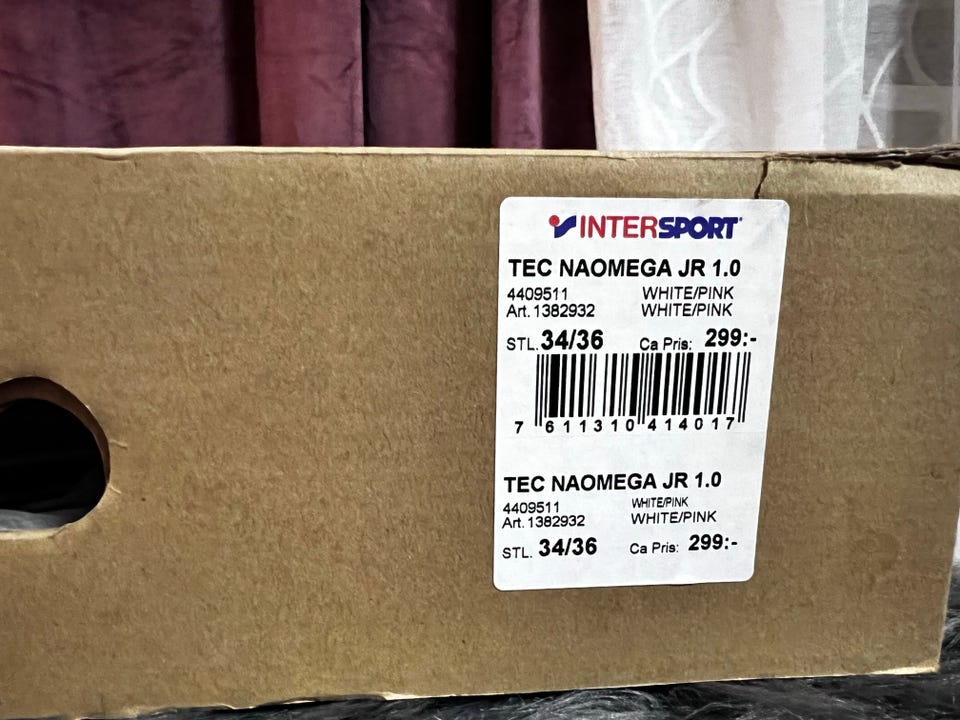 INTERSPORT
TEC NAOMEGA JR 1.0
4409511 WHITE/PINK
Art. 1382932 WHITE/PINK
STL. 34/36 Ca Pris: 299:-
7 611310 414017
TEC NAOMEGA JR 1.0
4409511 WHITE/PINK
Art. 1382932 WHITE/PINK
STL. 34/36 Ca Pris: 299:-